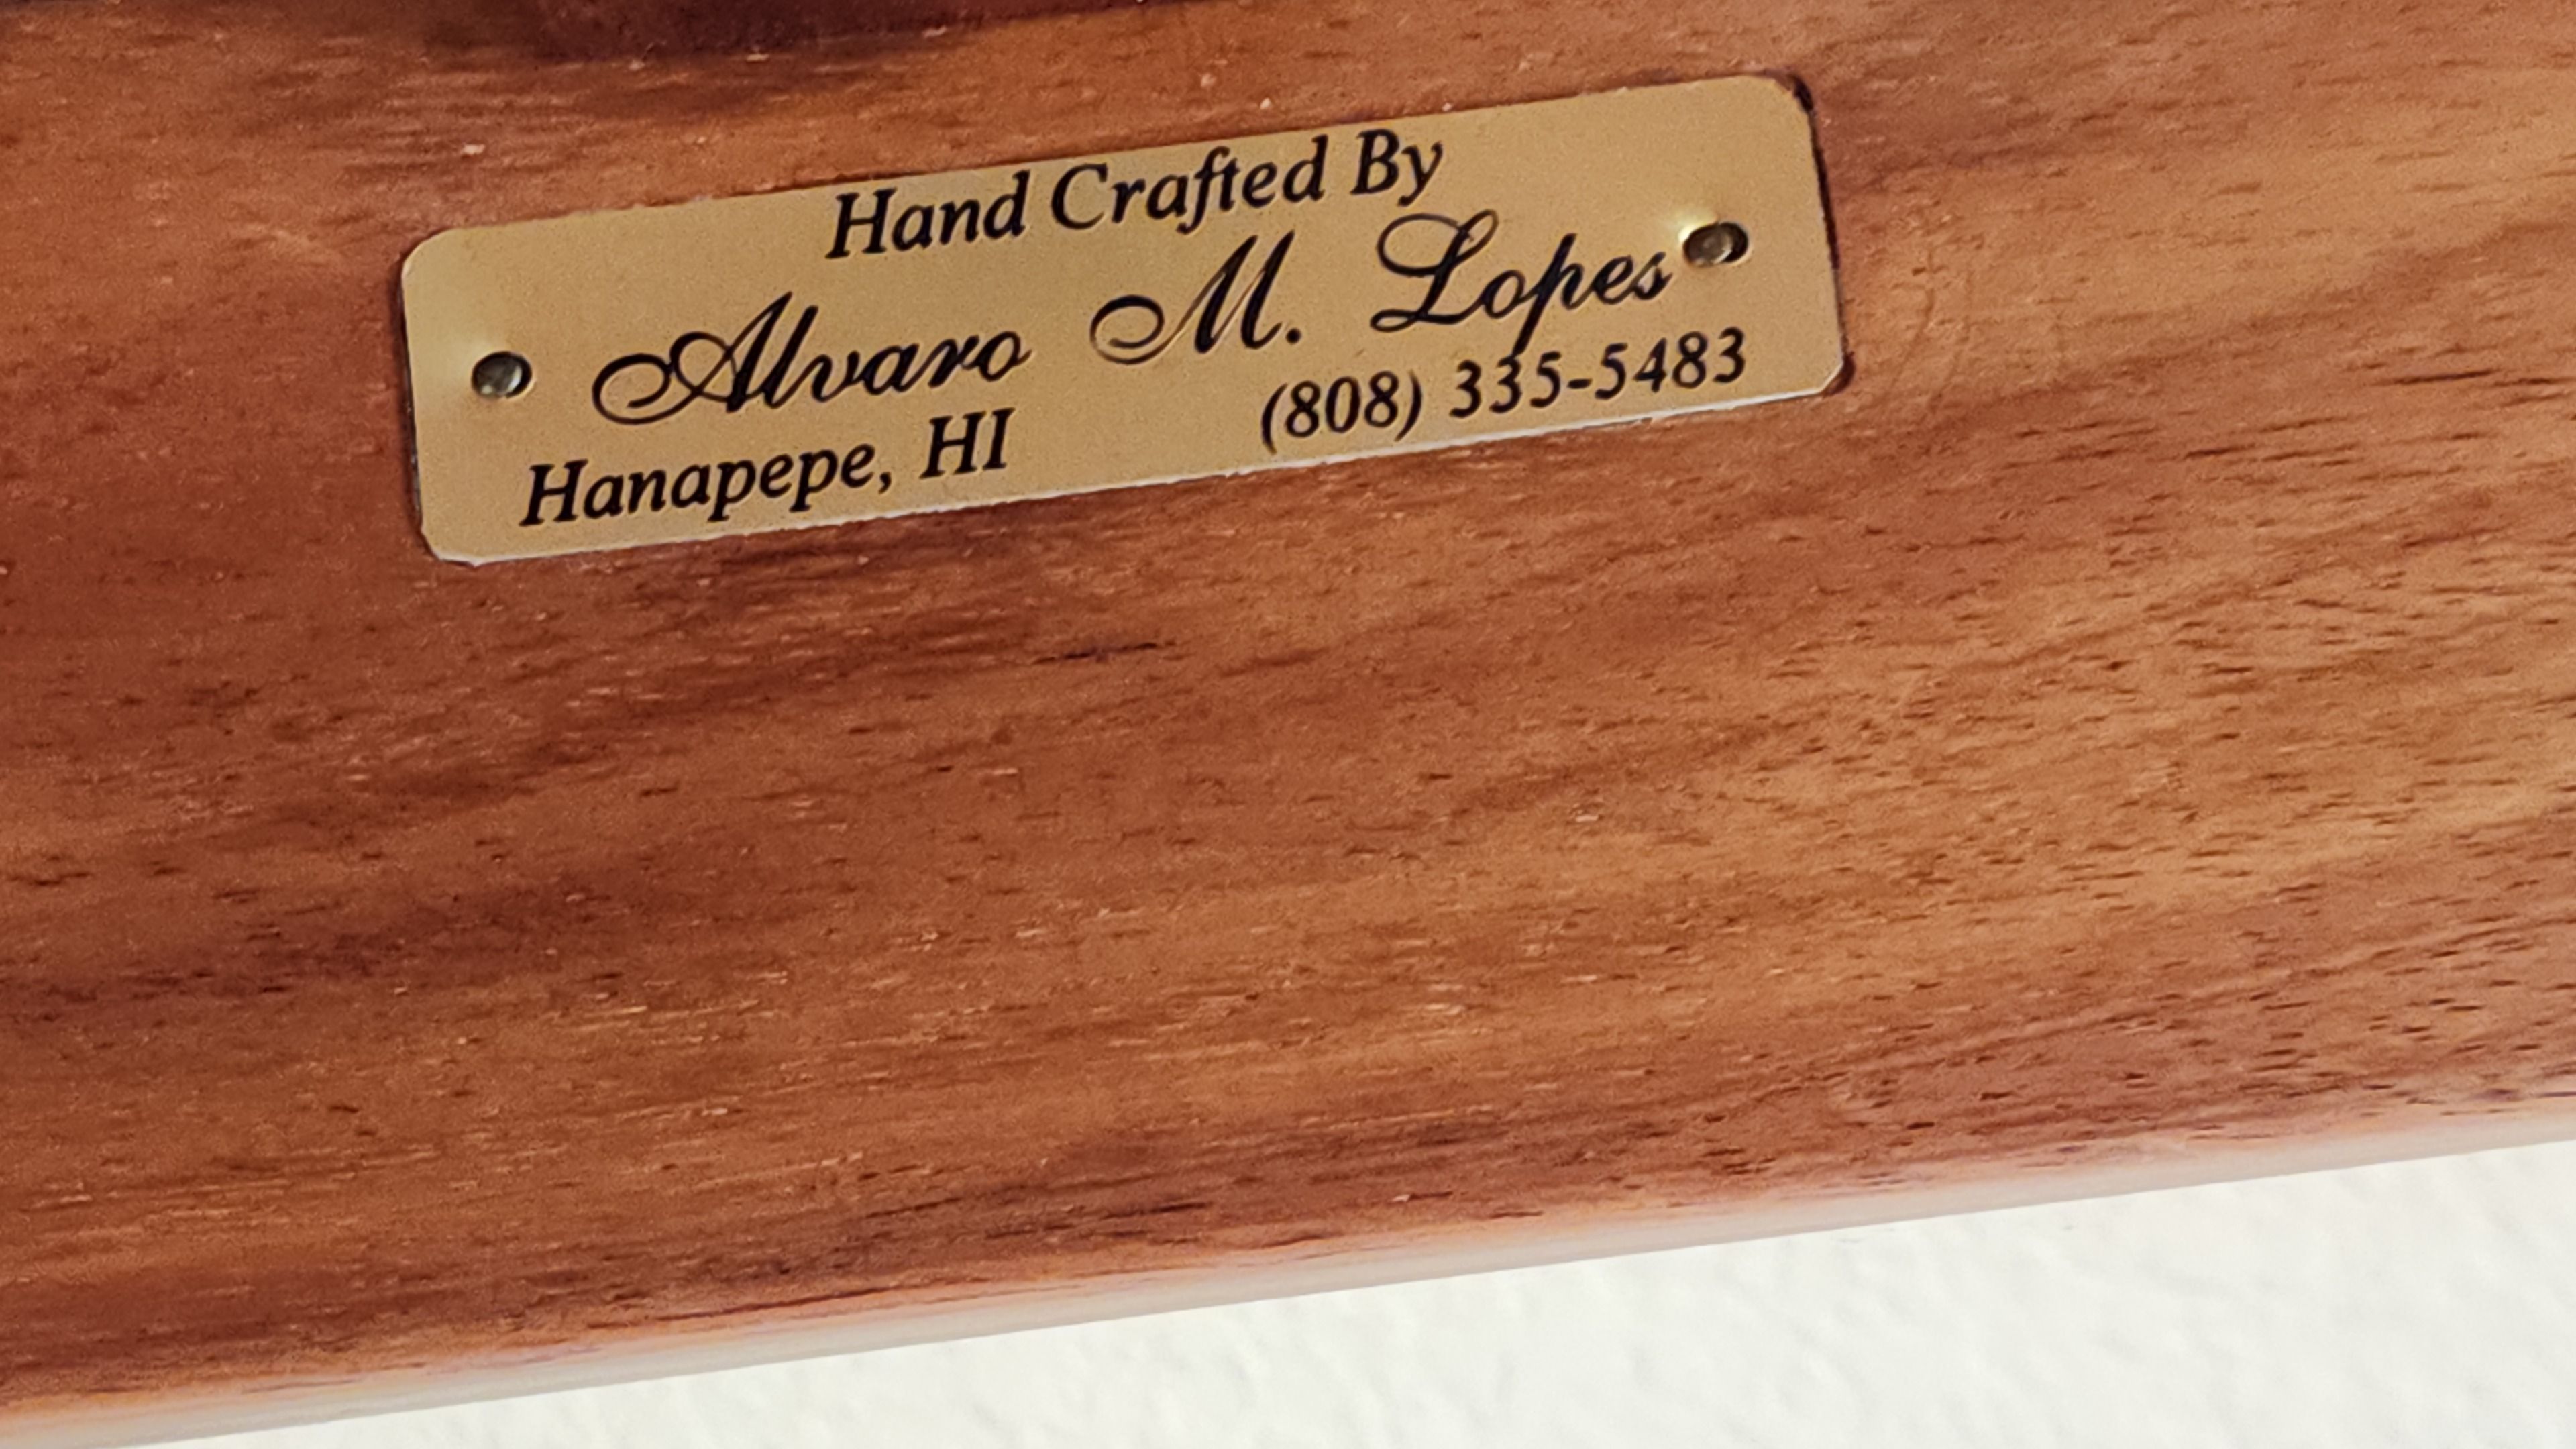 Hand Crafted By
Alvaro M. Lopes
Hanapepe, HI (808) 335-5483